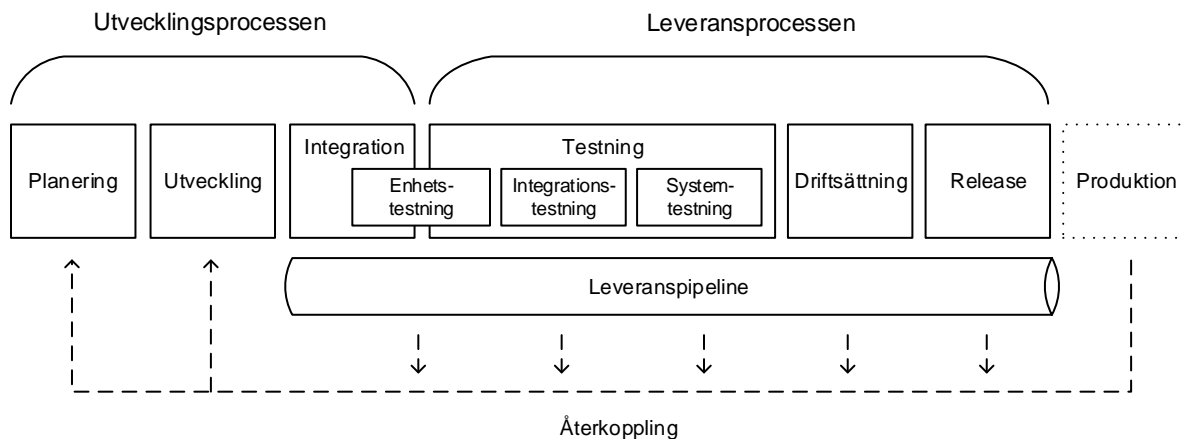 Utvecklingsprocessen
Leveransprocessen
Planering
Utveckling
Integration
Testning
Enhets-
testning
Integrations-
testning
System-
testning
Driftsättning
Release
Produktion
Leveranspipeline
Återkoppling